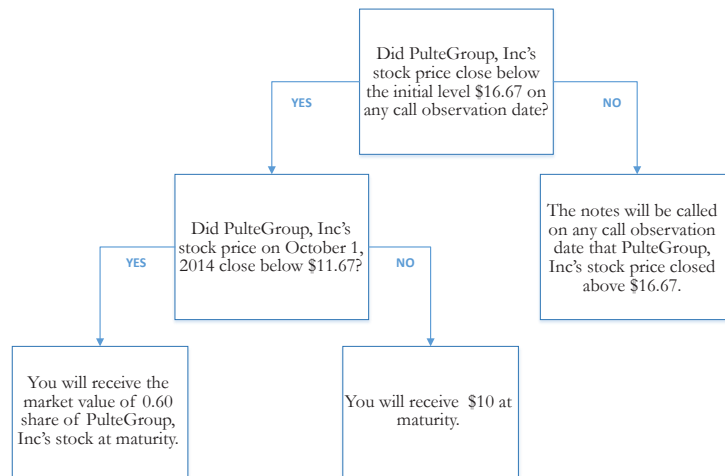 Did PulteGroup, Inc's
stock price close below
the initial level $16.67 on
any call observation date?
YES
NO
Did PulteGroup, Inc's
stock price on October 1,
2014 close below $11.67?
The notes will be called
on any call observation
date that PulteGroup,
Inc's stock price closed
above $16.67.
YES
NO
You will receive the
market value of 0.60
share of PulteGroup,
Inc's stock at maturity.
You will receive $10 at
maturity.